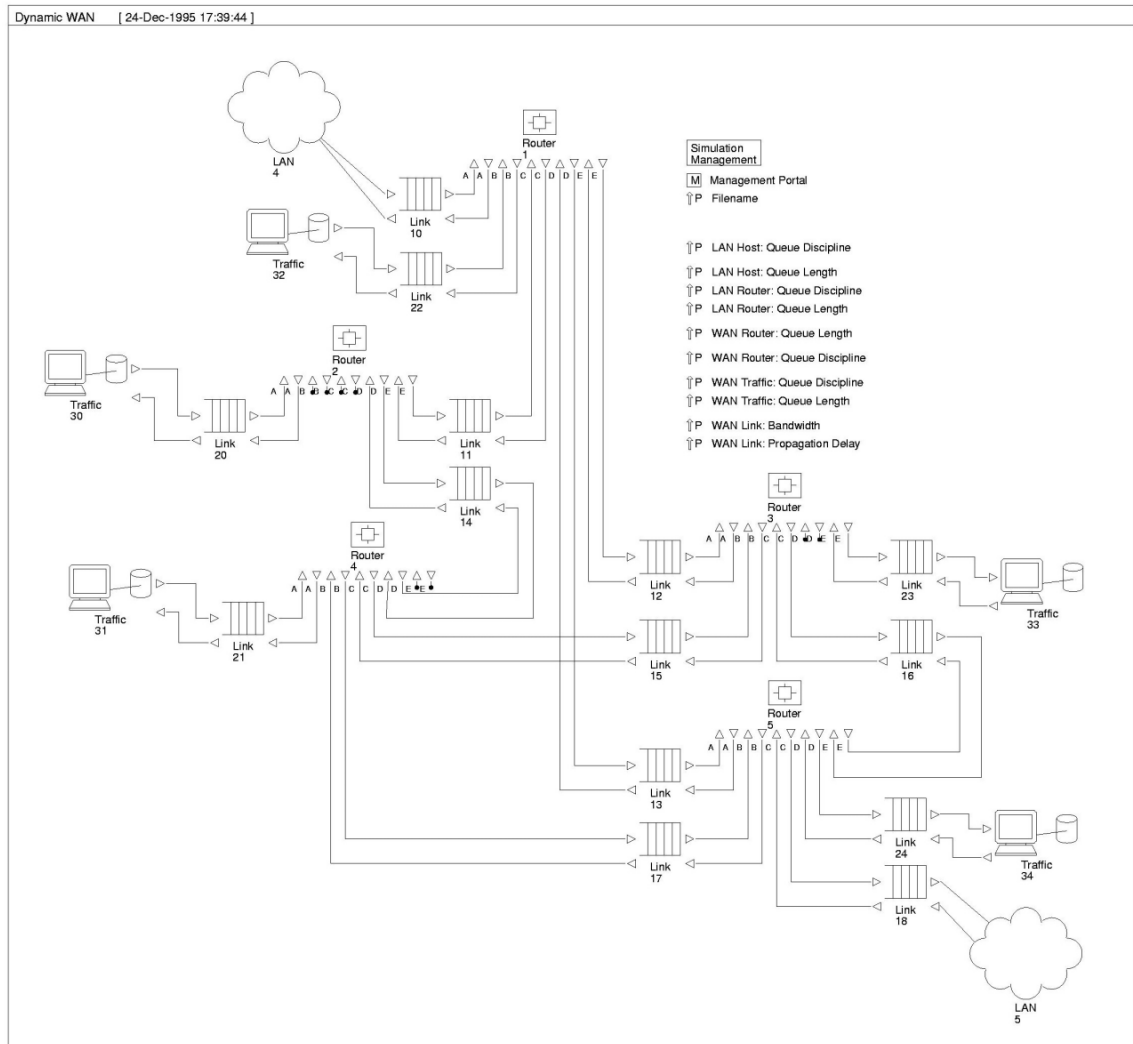 Dynamic WAN [ 24-Dec-1995 17:39:44 ]
LAN
4
Router
1
A A B B C C D D E E
Link
10
Traffic
32
Link
22
Simulation
Management
M Management Portal
⇧P Filename
⇧P LAN Host: Queue Discipline
⇧P LAN Host: Queue Length
⇧P LAN Router: Queue Discipline
⇧P LAN Router: Queue Length
⇧P WAN Router: Queue Length
⇧P WAN Router: Queue Discipline
⇧P WAN Traffic: Queue Discipline
⇧P WAN Traffic: Queue Length
⇧P WAN Link: Bandwidth
⇧P WAN Link: Propagation Delay
Router
2
A A B B C C D D E E
Traffic
30
Link
20
Link
11
Link
14
Router
3
A A B B C C D D E E
Router
4
A A B B C C D D E E
Traffic
31
Link
21
Link
12
Link
23
Traffic
33
Link
15
Link
16
Router
5
A A B B C C D D E E
Link
13
Link
17
Link
24
Traffic
34
Link
18
LAN
5